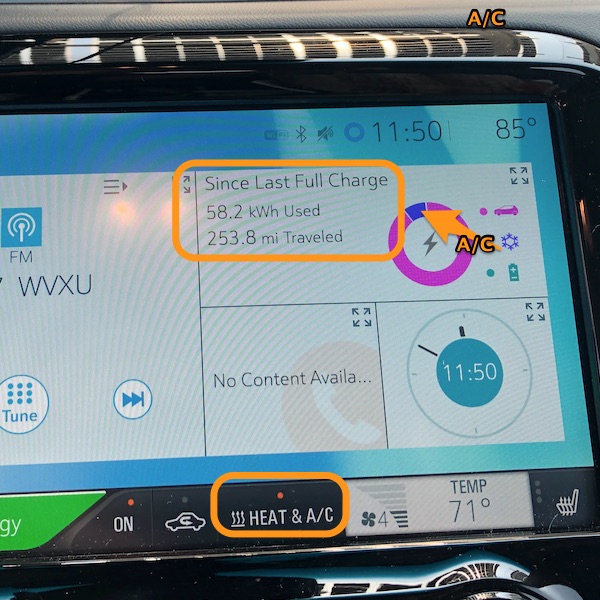 A/C
11:50
85°
Since Last Full Charge
58.2 kWh Used
253.8 mi Traveled
A/C
FM
WVXU
No Content Availa...
11:50
Tune
gy
ON
HEAT & A/C
4
TEMP
71°